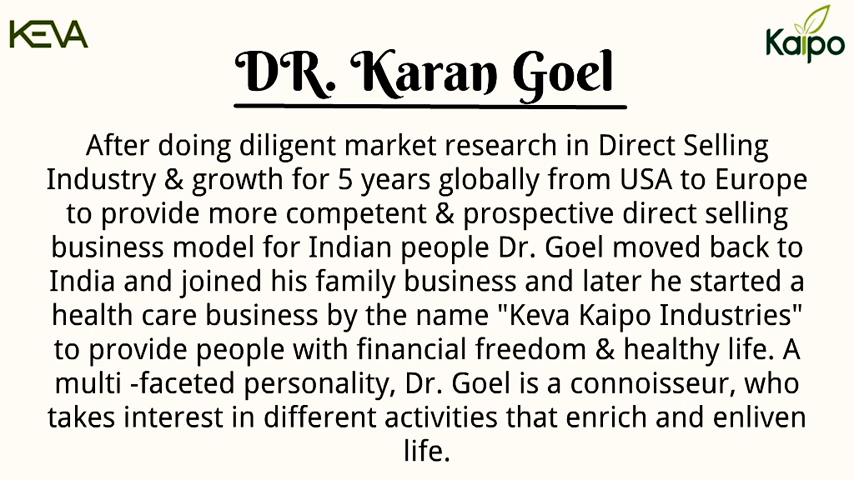 KEVA
Kaipo
DR. Karan Goel
After doing diligent market research in Direct Selling
Industry & growth for 5 years globally from USA to Europe
to provide more competent & prospective direct selling
business model for Indian people Dr. Goel moved back to
India and joined his family business and later he started a
health care business by the name "Keva Kaipo Industries"
to provide people with financial freedom & healthy life. A
multi -faceted personality, Dr. Goel is a connoisseur, who
takes interest in different activities that enrich and enliven
life.